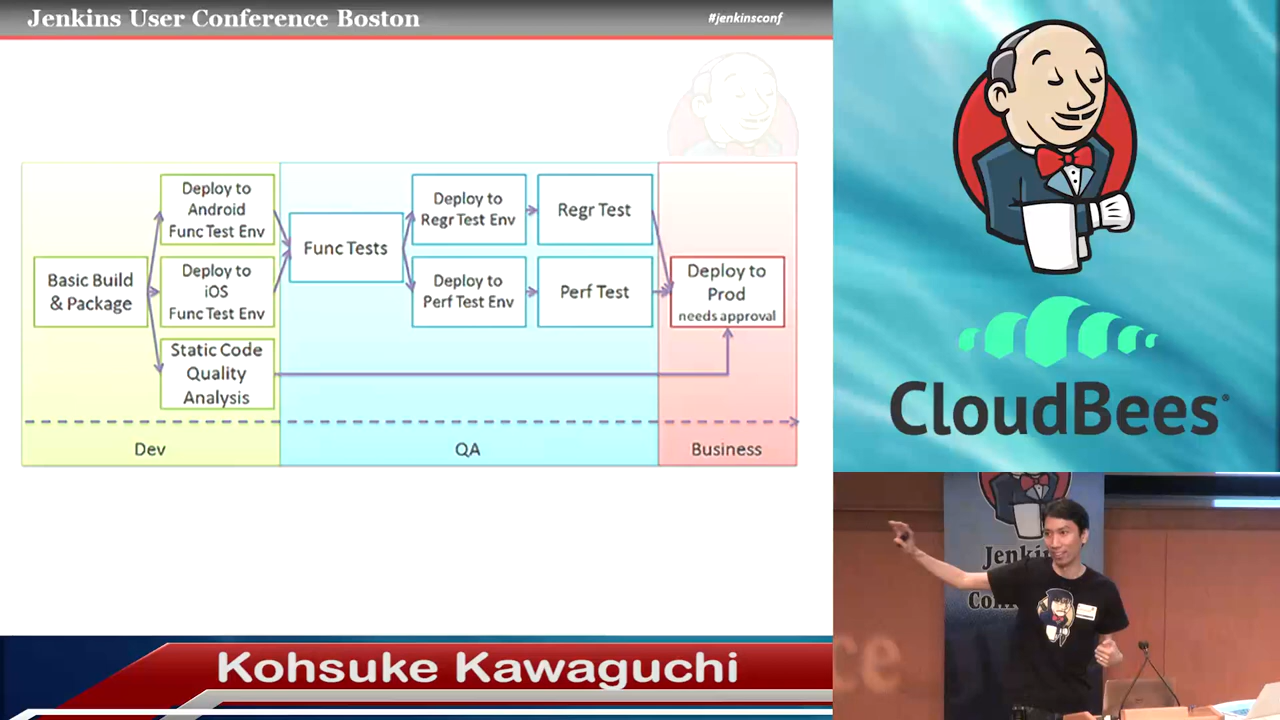 Jenkins User Conference Boston
#jenkinsconf
Basic Build
& Package
Deploy to
Android
Func Test Env
Deploy to
iOS
Func Test Env
Static Code
Quality
Analysis
Func Tests
Deploy to
Regr Test Env
Regr Test
Deploy to
Perf Test Env
Perf Test
Deploy to
Prod
needs approval
Dev
QA
Business
CloudBees
Kohsuke Kawaguchi